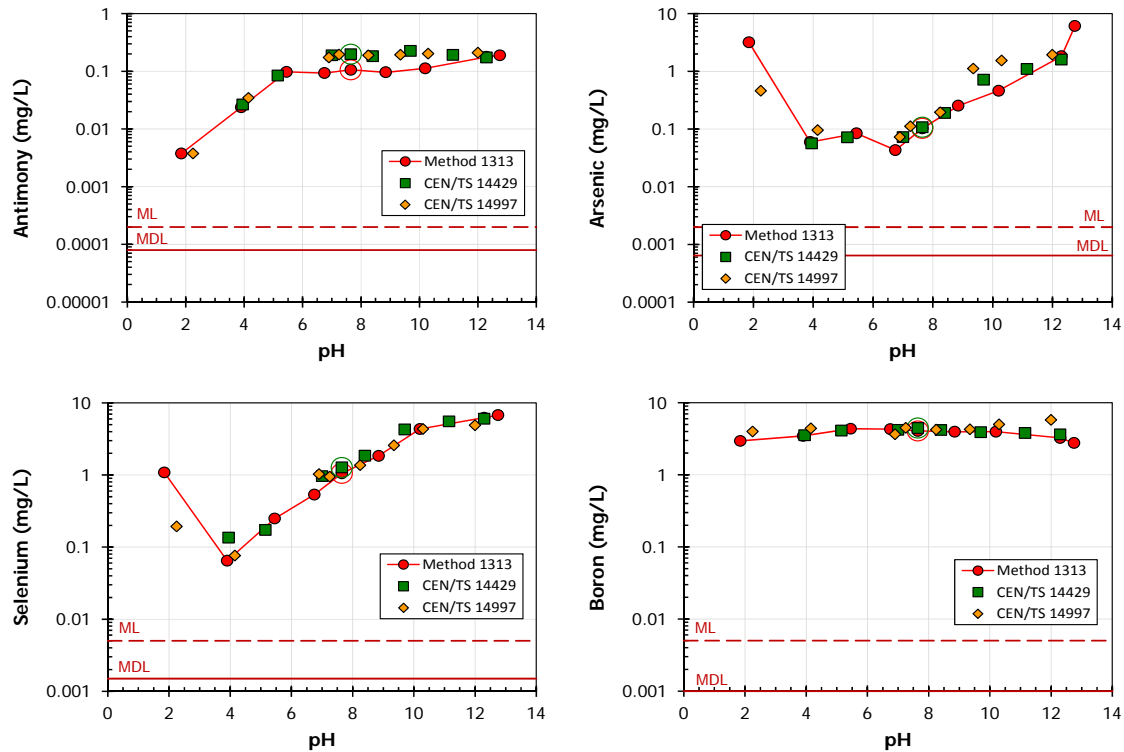 Antimony (mg/L)
1
0.1
0.01
0.001
0.0001
0.00001
ML
MDL
Method 1313
CEN/TS 14429
CEN/TS 14997
0 2 4 6 8 10 12 14
pH
Arsenic (mg/L)
10
1
0.1
0.01
0.001
0.0001
ML
MDL
Method 1313
CEN/TS 14429
CEN/TS 14997
0 2 4 6 8 10 12 14
pH
Selenium (mg/L)
10
1
0.1
0.01
0.001
ML
MDL
Method 1313
CEN/TS 14429
CEN/TS 14997
0 2 4 6 8 10 12 14
pH
Boron (mg/L)
10
1
0.1
0.01
0.001
ML
MDL
Method 1313
CEN/TS 14429
CEN/TS 14997
0 2 4 6 8 10 12 14
pH